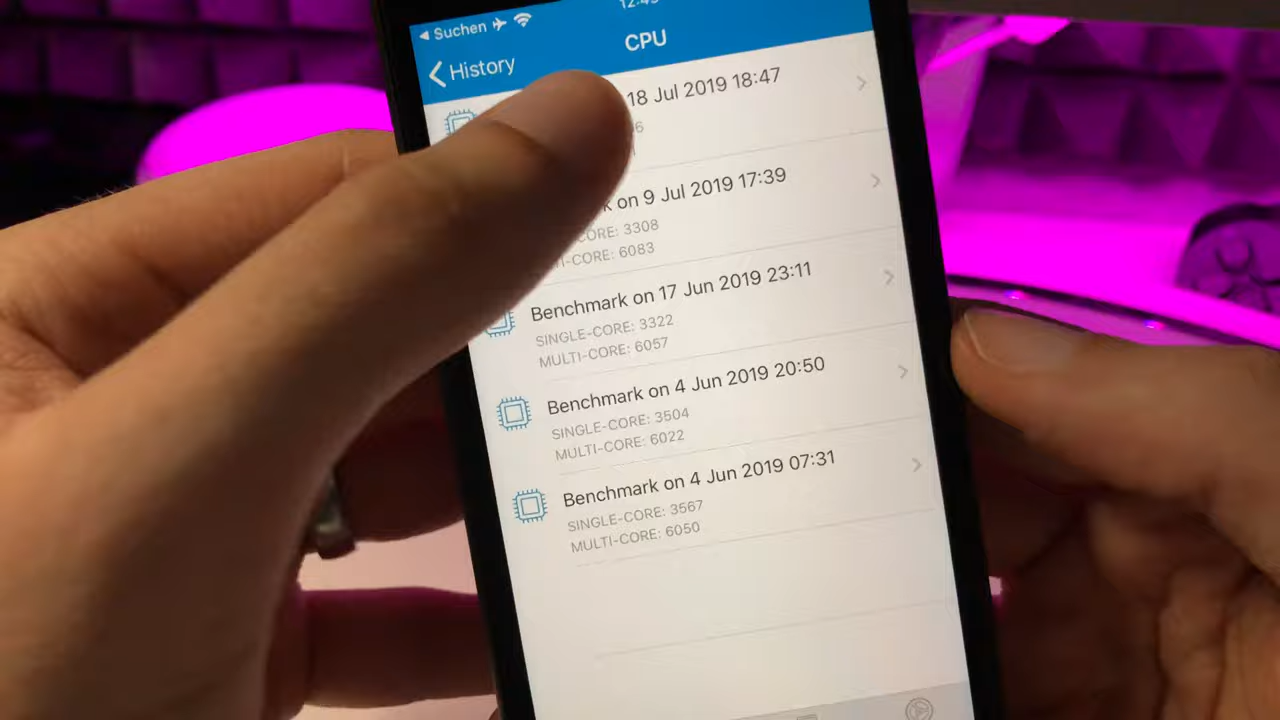 Suchen
CPU
History
18 Jul 2019 18:47
6
on 9 Jul 2019 17:39
CORE: 3308
CORE: 6083
Benchmark on 17 Jun 2019 23:11
SINGLE-CORE: 3322
MULTI-CORE: 6057
Benchmark on 4 Jun 2019 20:50
SINGLE-CORE: 3504
MULTI-CORE: 6022
Benchmark on 4 Jun 2019 07:31
SINGLE-CORE: 3567
MULTI-CORE: 6050